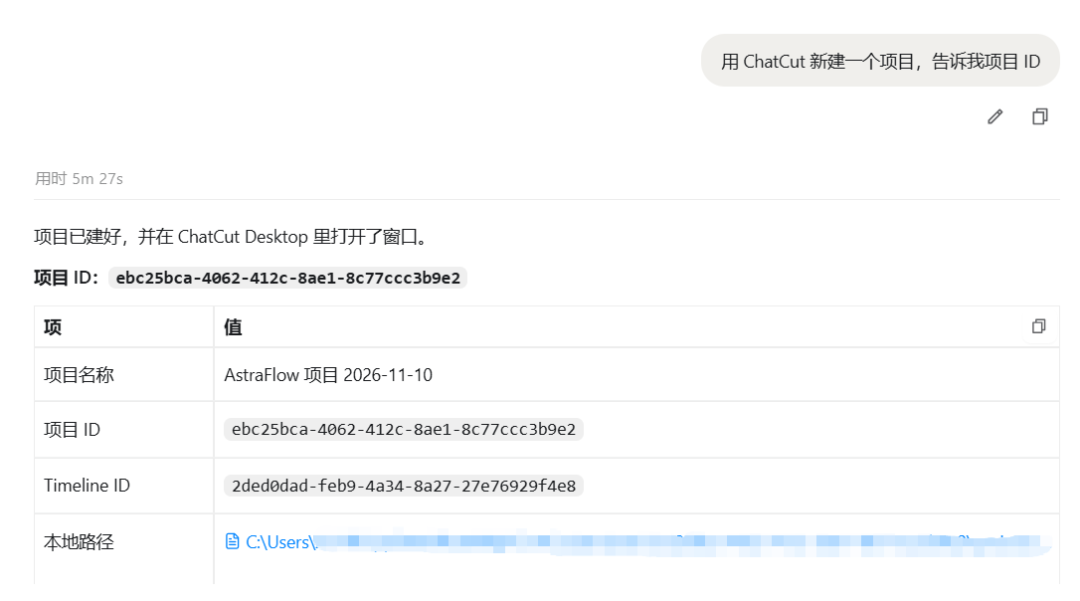 用 ChatCut 新建一个项目，告诉我项目 ID
用时 5m 27s
项目已建好，并在 ChatCut Desktop 里打开了窗口。
项目 ID： ebc25bca-4062-412c-8ae1-8c77ccc3b9e2
项 值
项目名称 AstraFlow 项目 2026-11-10
项目 ID ebc25bca-4062-412c-8ae1-8c77ccc3b9e2
Timeline ID 2ded0dad-feb9-4a34-8a27-27e76929f4e8
本地路径 C:\Users\